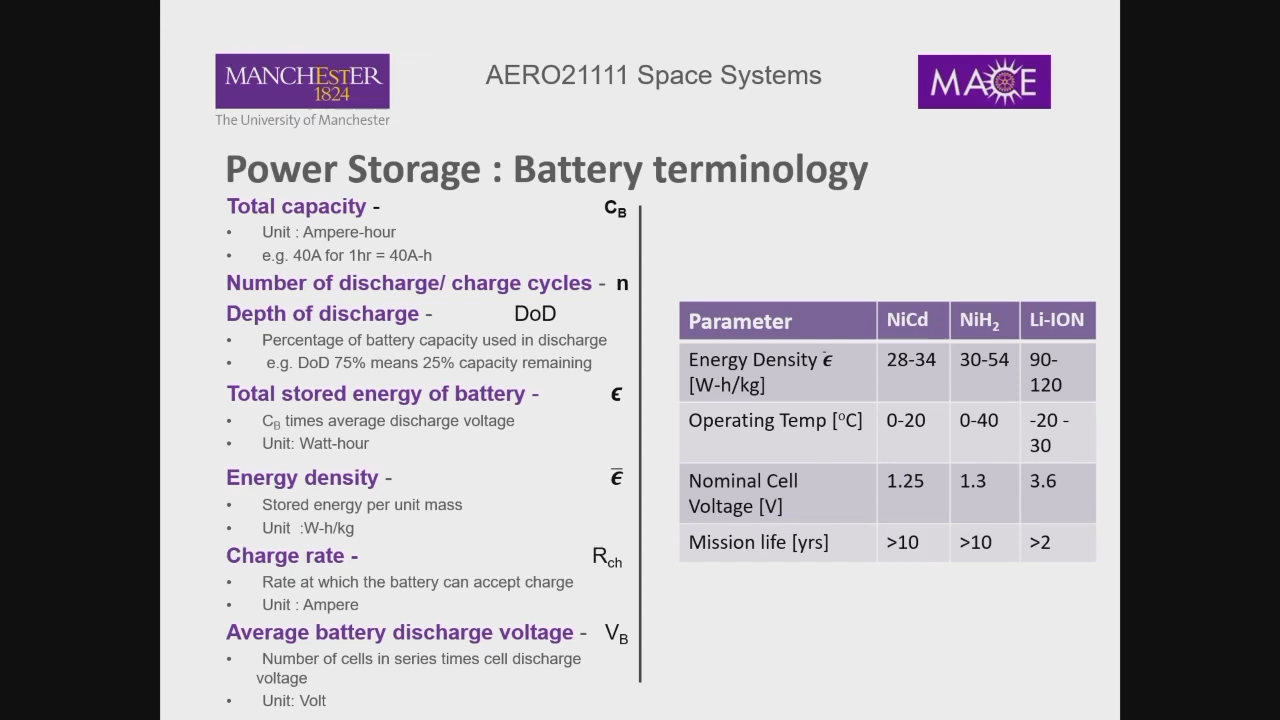 MANCHESTER
1824
The University of Manchester
AERO21111 Space Systems
MACE
Power Storage : Battery terminology
Total capacity - C_B
• Unit : Ampere-hour
• e.g. 40A for 1hr = 40A-h
Number of discharge/ charge cycles - n
Depth of discharge - DoD
• Percentage of battery capacity used in discharge
• e.g. DoD 75% means 25% capacity remaining
Total stored energy of battery - ϵ
• C_B times average discharge voltage
• Unit: Watt-hour
Energy density - ϵ̅
• Stored energy per unit mass
• Unit :W-h/kg
Charge rate - R_ch
• Rate at which the battery can accept charge
• Unit : Ampere
Average battery discharge voltage - V_B
• Number of cells in series times cell discharge
voltage
• Unit: Volt
Parameter NiCd NiH₂ Li-ION
Energy Density ϵ̅ 28-34 30-54 90-
[W-h/kg] 120
Operating Temp [⁰C] 0-20 0-40 -20 -
30
Nominal Cell 1.25 1.3 3.6
Voltage [V]
Mission life [yrs] >10 >10 >2